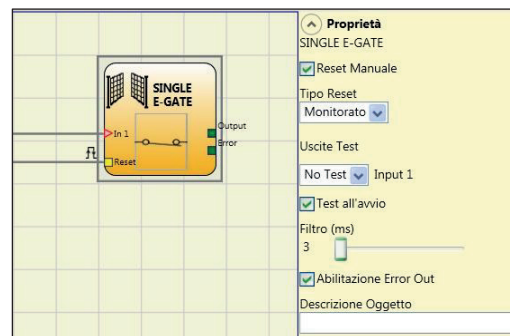 SINGLE
E-GATE
In 1
Output
Error
Reset
Proprietà
SINGLE E-GATE
Reset Manuale
Tipo Reset
Monitorato
Uscite Test
No Test Input 1
Test all'avvio
Filtro (ms)
3
Abilitazione Error Out
Descrizione Oggetto